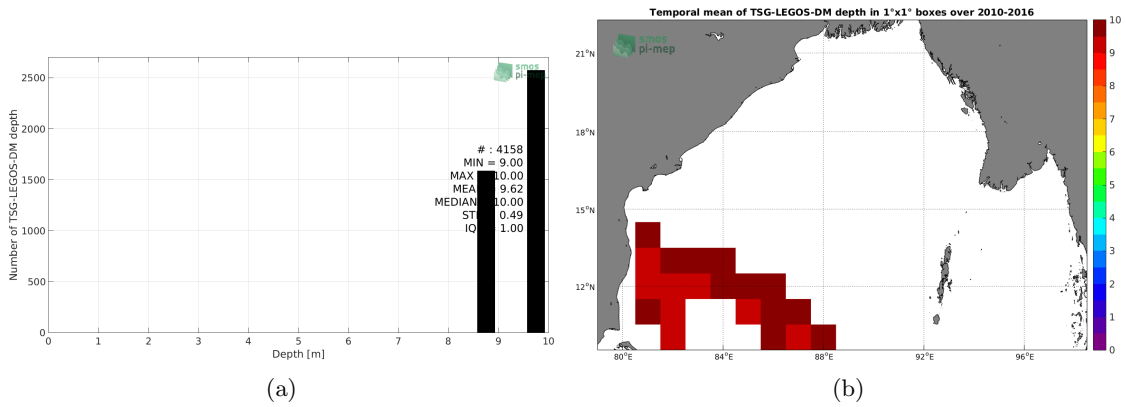 Temporal mean of TSG-LEGOS-DM depth in 1°x1° boxes over 2010-2016
smos
pi-mep
smos
pi-mep
Number of TSG-LEGOS-DM depth
2500
2000
1500
1000
500
0
# : 4158
MIN = 9.00
MAX 10.00
MEA 9.62
MEDIAN 10.00
ST 0.49
IQ 1.00
0 1 2 3 4 5 6 7 8 9 10
Depth [m]
(a)
21°N
18°N
15°N
12°N
80°E 84°E 88°E 92°E 96°E
10
9
8
7
6
5
4
3
2
1
0
(b)